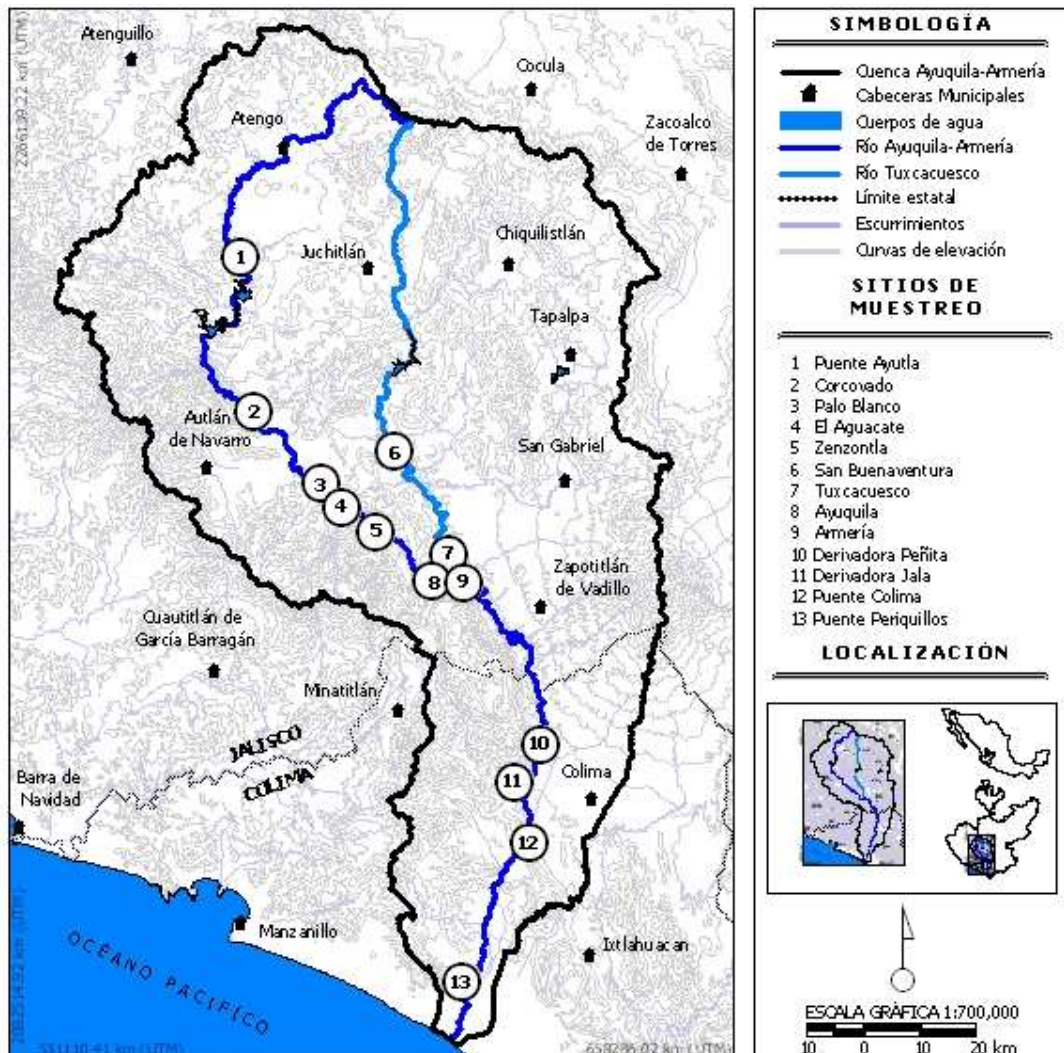 Atenguillo
Cocula
Atengo
Zacoalco
de Torres
Juchitlán
Chiquilistlán
Tapalpa
Autlán
de Navarro
San Gabriel
Zapotitlán
de Vadillo
Cuautitlán de
García Barragán
Minatitlán
JALISCO
COLIMA
Barra de
Navidad
Colima
Manzanillo
Ixtlahuacan
OCÉANO PACIFÍCO
1
2
3
4
5
6
7
8
9
10
11
12
13
SIMBOLOGÍA
Cuenca Ayuquila-Armería
Cabeceras Municipales
Cuerpos de agua
Río Ayuquila-Armería
Río Tuxcacuesco
Límite estatal
Escurrimientos
Curvas de elevación
SITIOS DE
MUESTREO
1 Puente Ayutla
2 Corcovado
3 Palo Blanco
4 El Aguacate
5 Zenzontla
6 San Buenaventura
7 Tuxcacuesco
8 Ayuquila
9 Armería
10 Derivadora Peñita
11 Derivadora Jala
12 Puente Colima
13 Puente Periquillos
LOCALIZACIÓN
ESCALA GRÀFICA 1:700,000
10 0 10 20 km